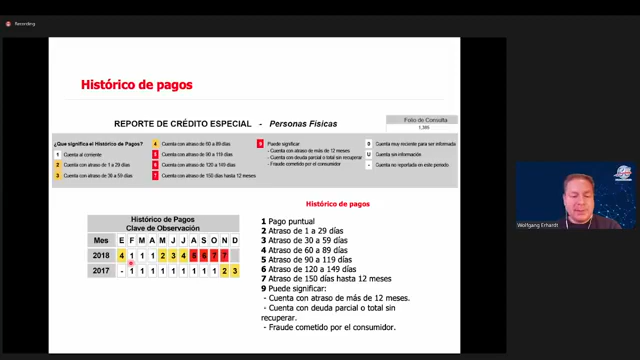 Recording
Histórico de pagos
REPORTE DE CRÉDITO ESPECIAL - Personas Físicas
Folio de Consulta
1,385
¿Que significa el Histórico de Pagos?
1 Cuenta al corriente
2 Cuenta con atraso de 1 a 29 días
3 Cuenta con atraso de 30 a 59 días
4 Cuenta con atraso de 60 a 89 días
5 Cuenta con atraso de 90 a 119 días
6 Cuenta con atraso de 120 a 149 días
7 Cuenta con atraso de 150 días hasta 12 meses
9 Puede significar:
- Cuenta con atraso de más de 12 meses
- Cuenta con deuda parcial o total sin recuperar
- Fraude cometido por el consumidor
0 Cuenta muy reciente para ser informada
U Cuenta sin información
- Cuenta no reportada en este periodo
Histórico de Pagos
Clave de Observación
Mes E F M A M J J A S O N D
2018 4 1 1 1 2 3 4 6 6 7 7
2017 - 1 1 1 1 1 1 1 1 1 2 3
Histórico de pagos
1 Pago puntual
2 Atraso de 1 a 29 días
3 Atraso de 30 a 59 días
4 Atraso de 60 a 89 días
5 Atraso de 90 a 119 días
6 Atraso de 120 a 149 días
7 Atraso de 150 días hasta 12 meses
9 Puede significar:
- Cuenta con atraso de más de 12 meses.
- Cuenta con deuda parcial o total sin
recuperar.
- Fraude cometido por el consumidor.
Wolfgang Erhardt